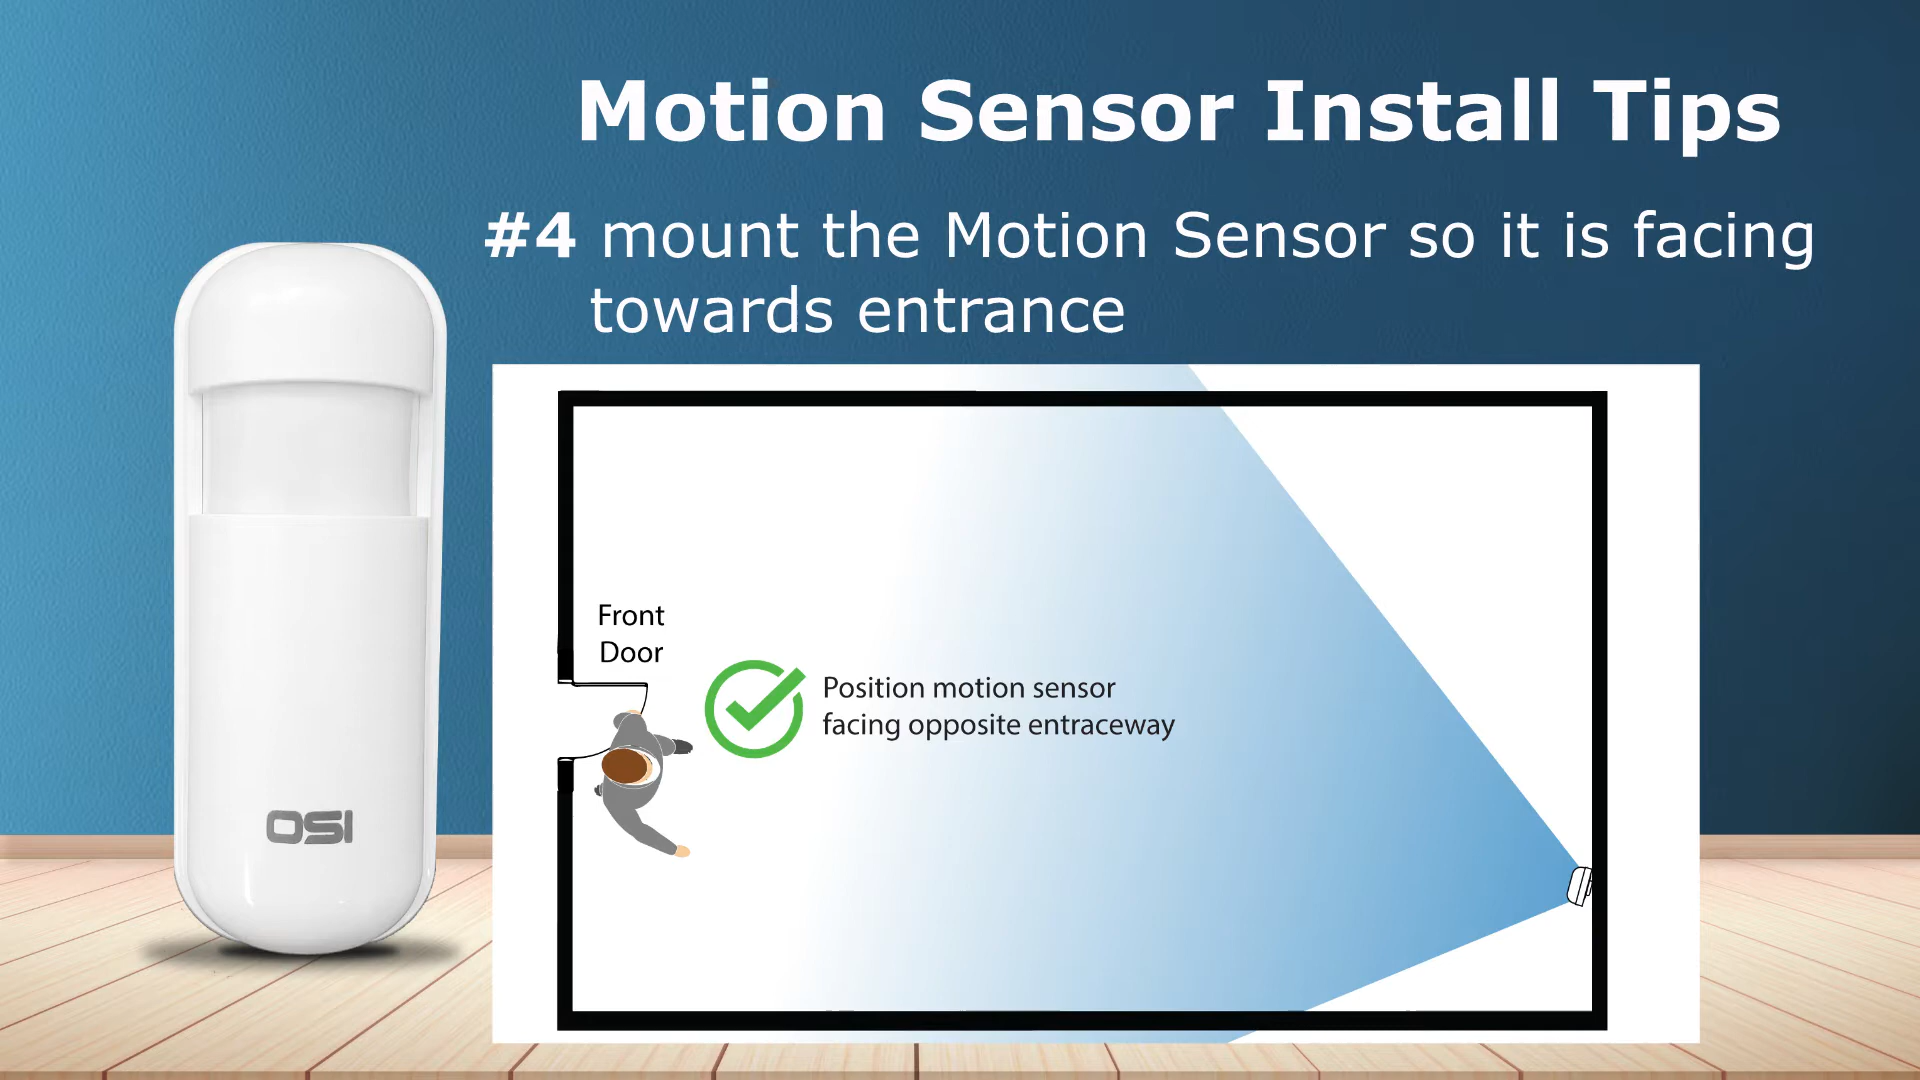 Motion Sensor Install Tips
#4 mount the Motion Sensor so it is facing
towards entrance
Front
Door
Position motion sensor
facing opposite entraceway
OSI